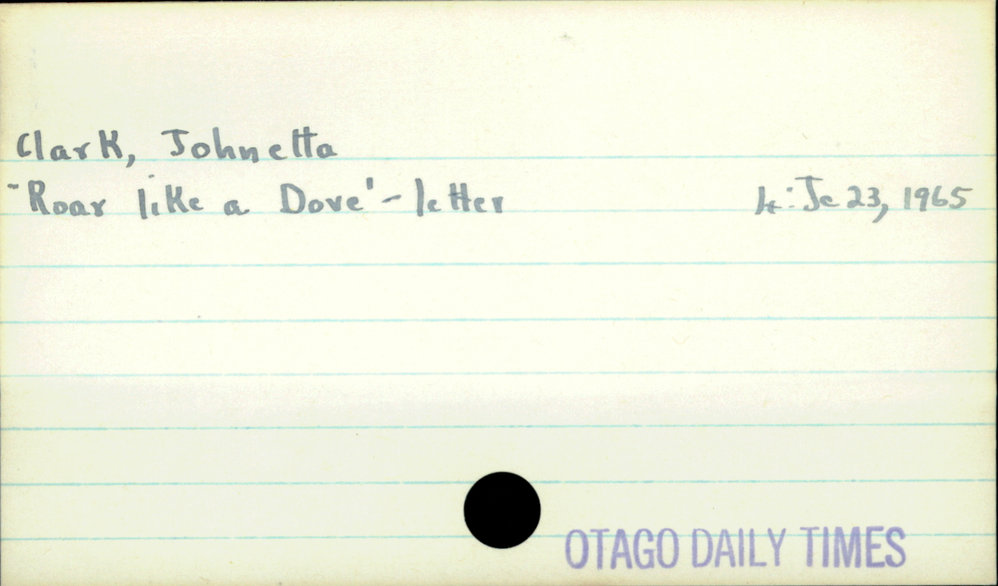 Clark, Johnetta
"Roar like a Dove' - letter 4: Je 23, 1965
OTAGO DAILY TIMES